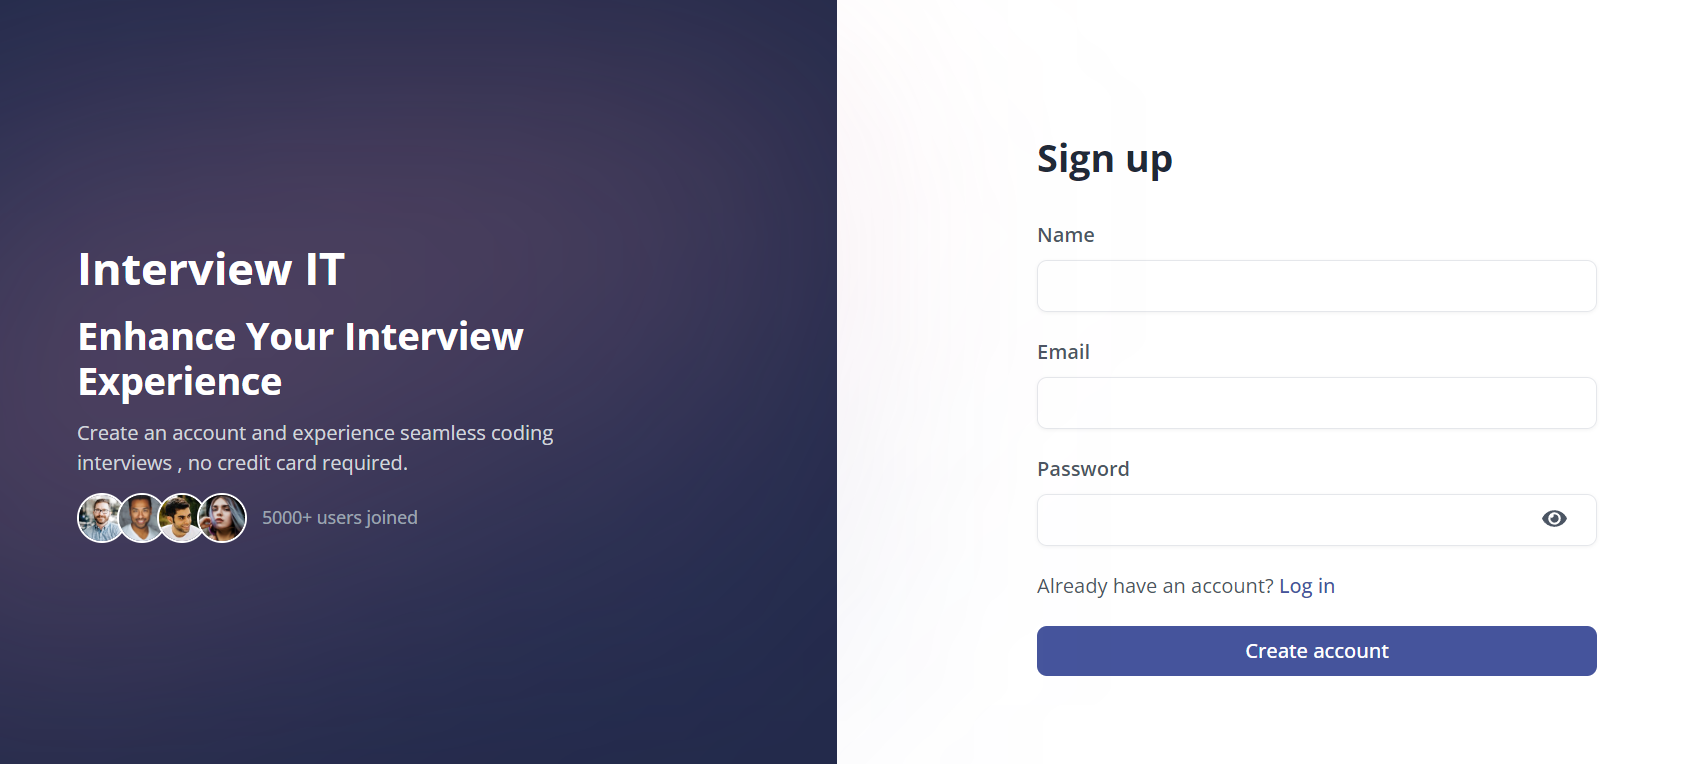 Interview IT
Enhance Your Interview
Experience
Create an account and experience seamless coding
interviews , no credit card required.
5000+ users joined
Sign up
Name
Email
Password
Already have an account? Log in
Create account